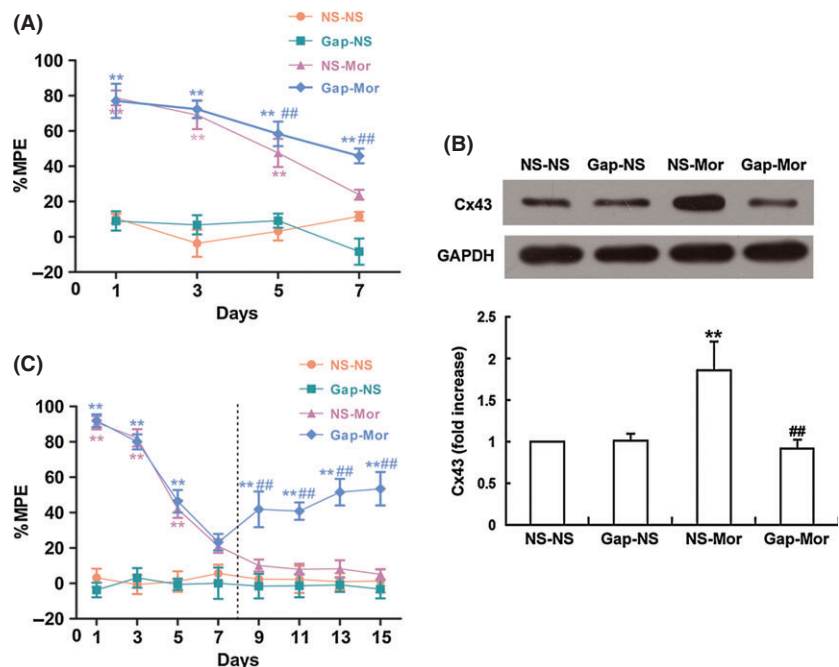 (A)
NS-NS
Gap-NS
NS-Mor
Gap-Mor
100
80
60
40
20
0
−20
%MPE
** ** ** ## **##
** ** **
0 1 3 5 7
Days
(B)
NS-NS Gap-NS NS-Mor Gap-Mor
Cx43
GAPDH
2.5
2
1.5
1
0.5
0
Cx43 (fold increase)
**
##
NS-NS Gap-NS NS-Mor Gap-Mor
(C)
NS-NS
Gap-NS
NS-Mor
Gap-Mor
100
80
60
40
20
0
−20
%MPE
** ** ** **## **## **## **##
** ** **
0 1 3 5 7 9 11 13 15
Days